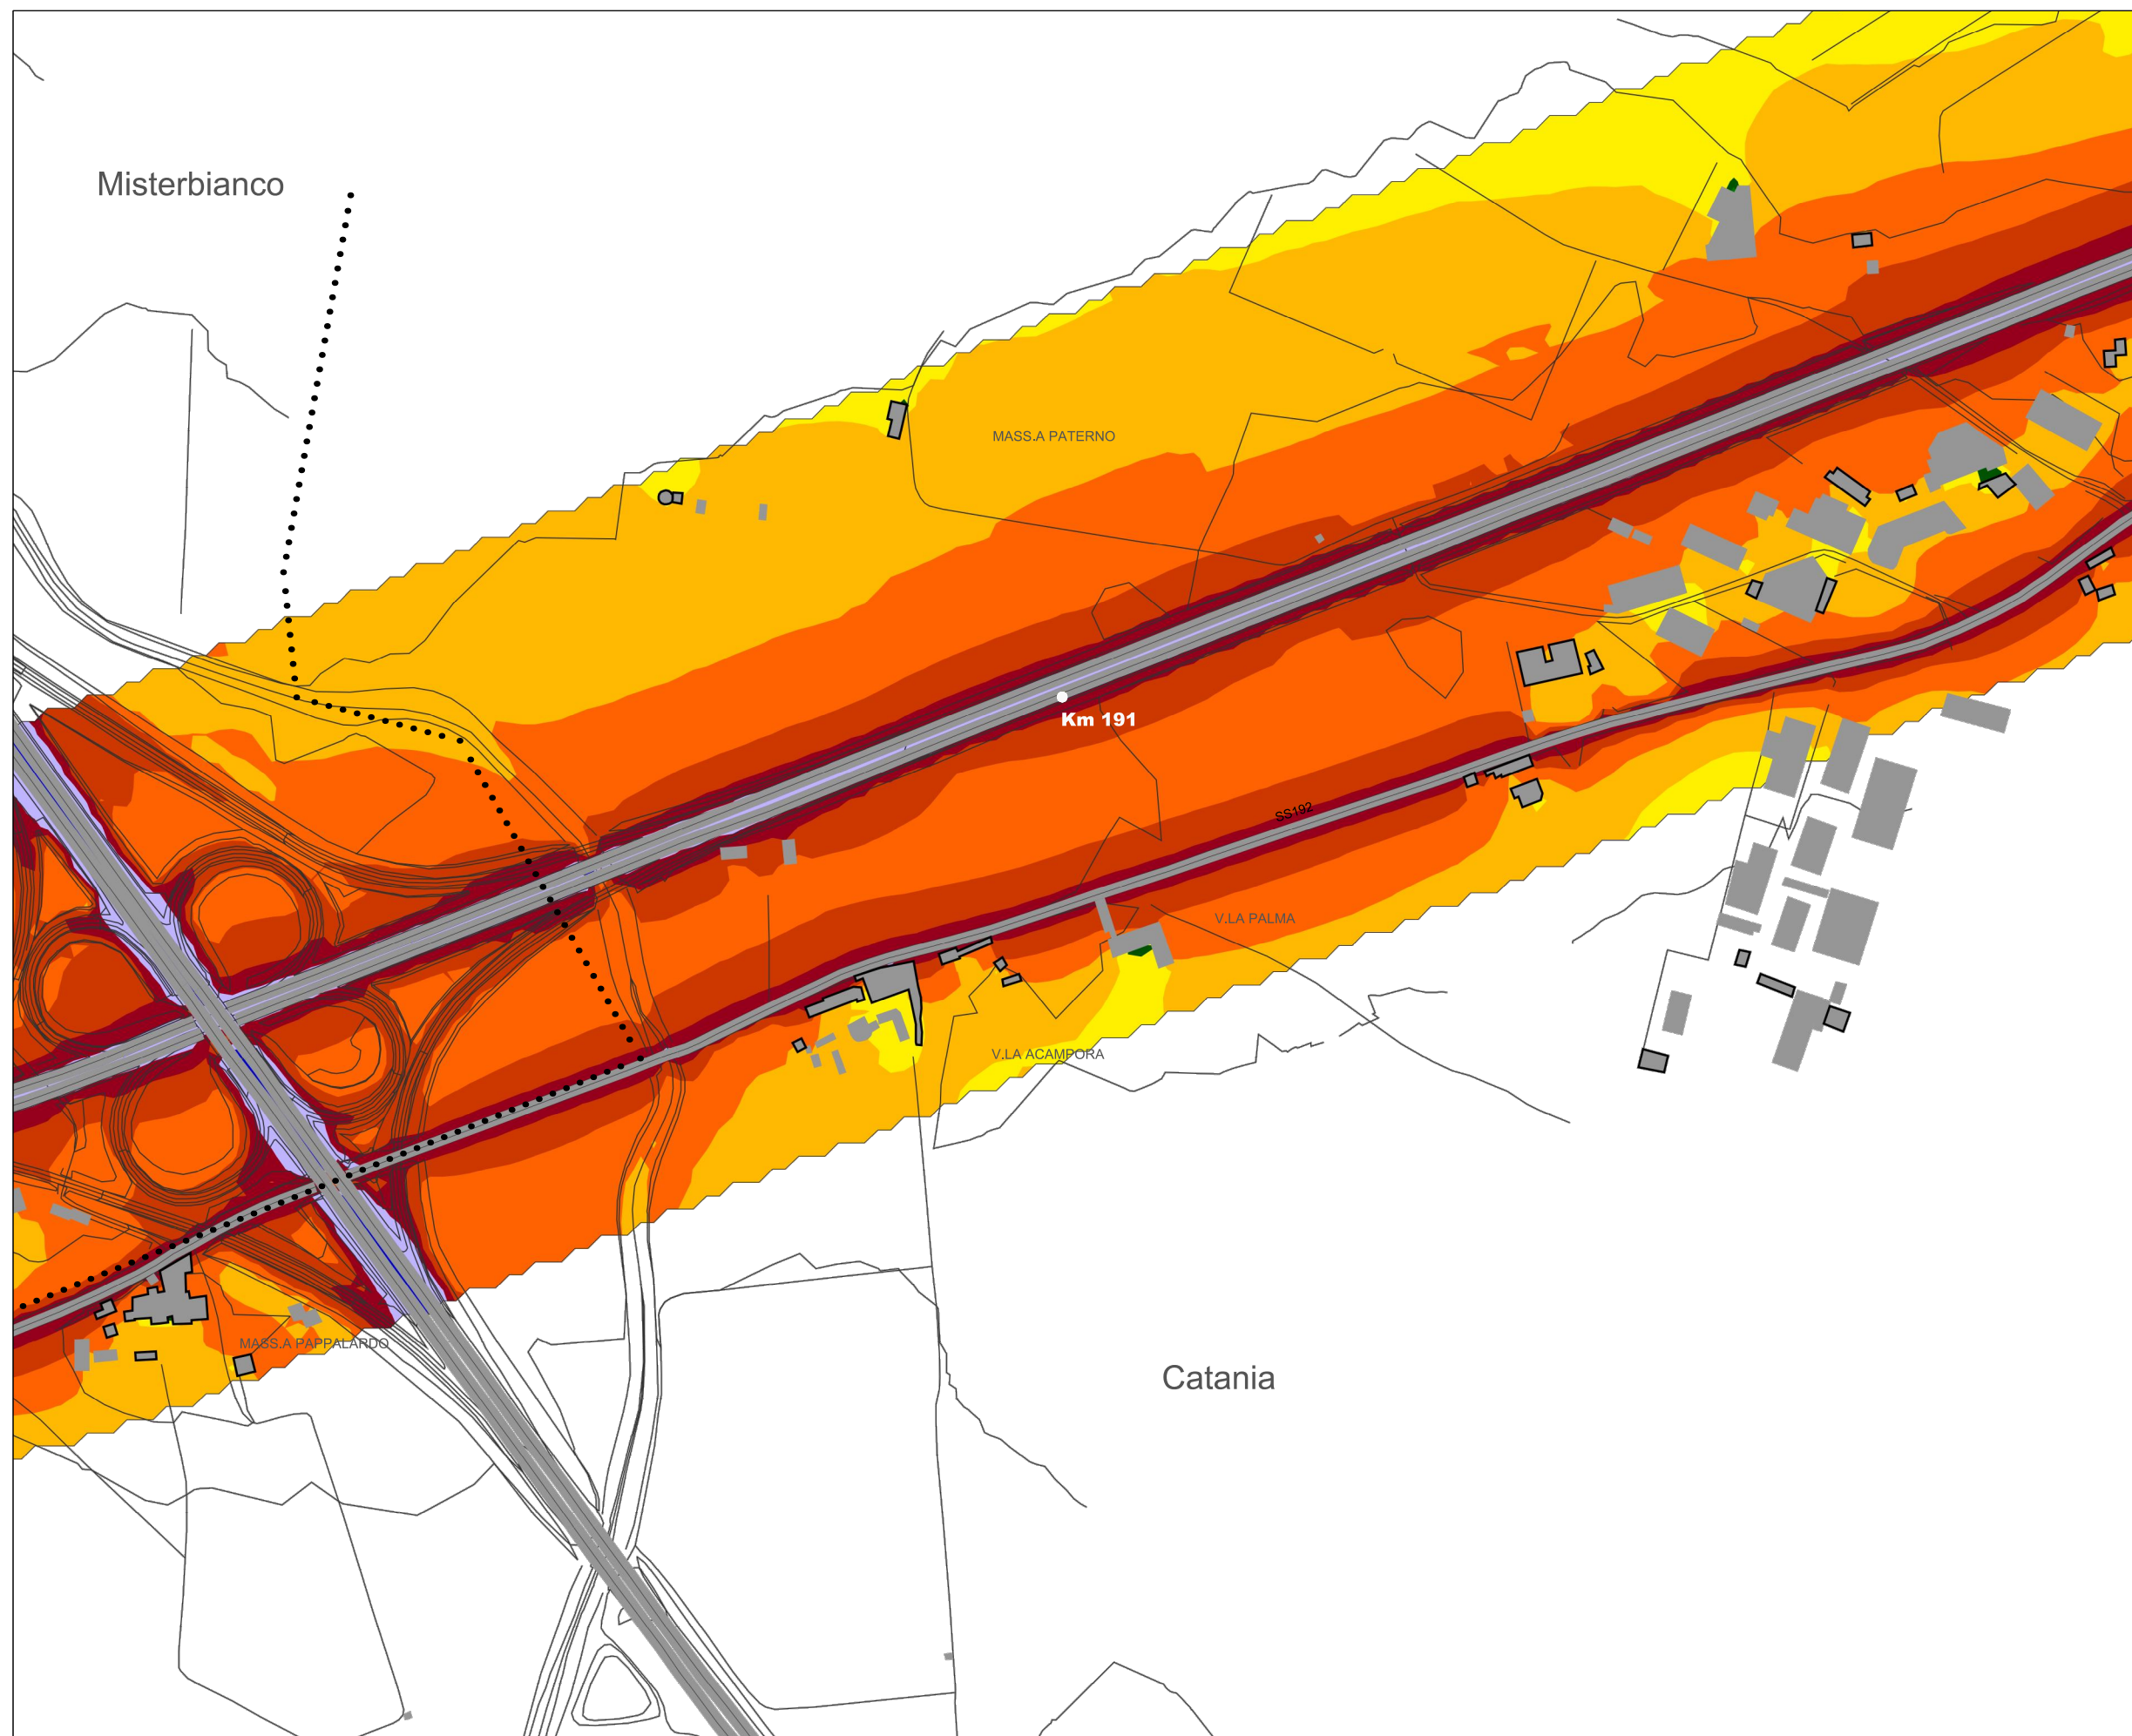 Misterbianco
MASS.A PATERNO
Km 191
SS192
V.LA PALMA
V.LA ACAMPORA
MASS.A PAPPALARDO
Catania